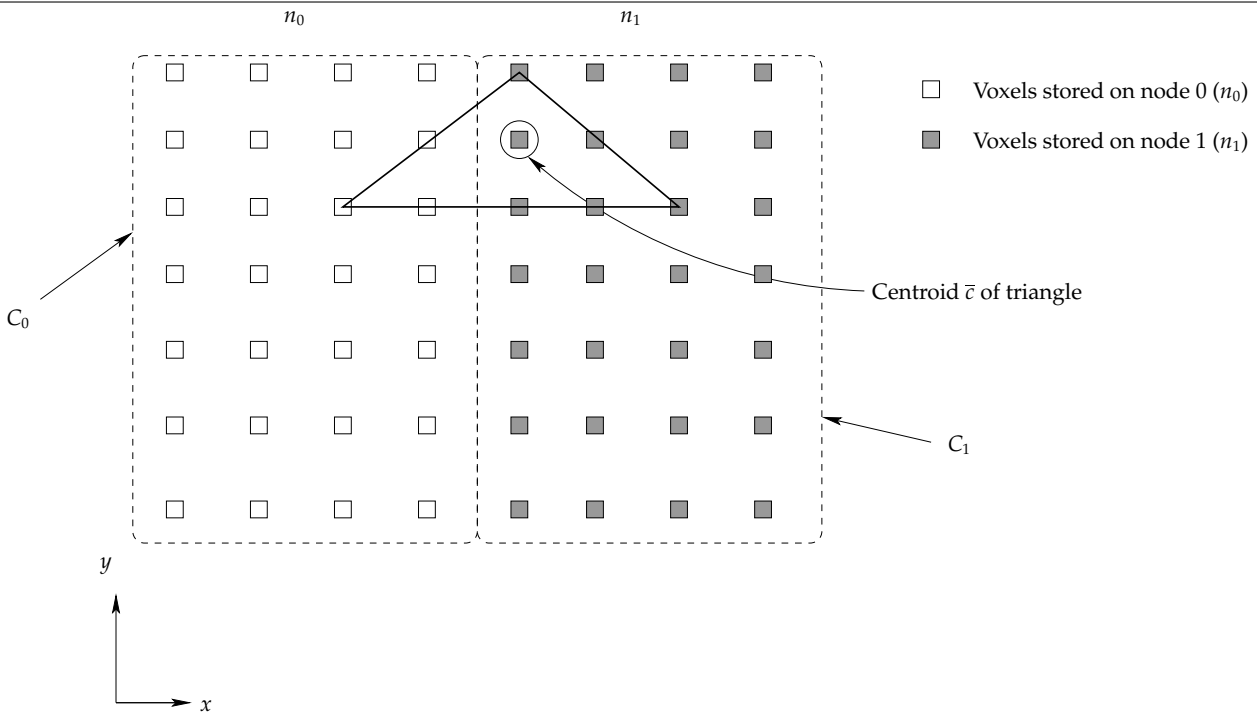 n₀
n₁
Voxels stored on node 0 (n₀)
Voxels stored on node 1 (n₁)
C₀
Centroid c̅ of triangle
C₁
y
x